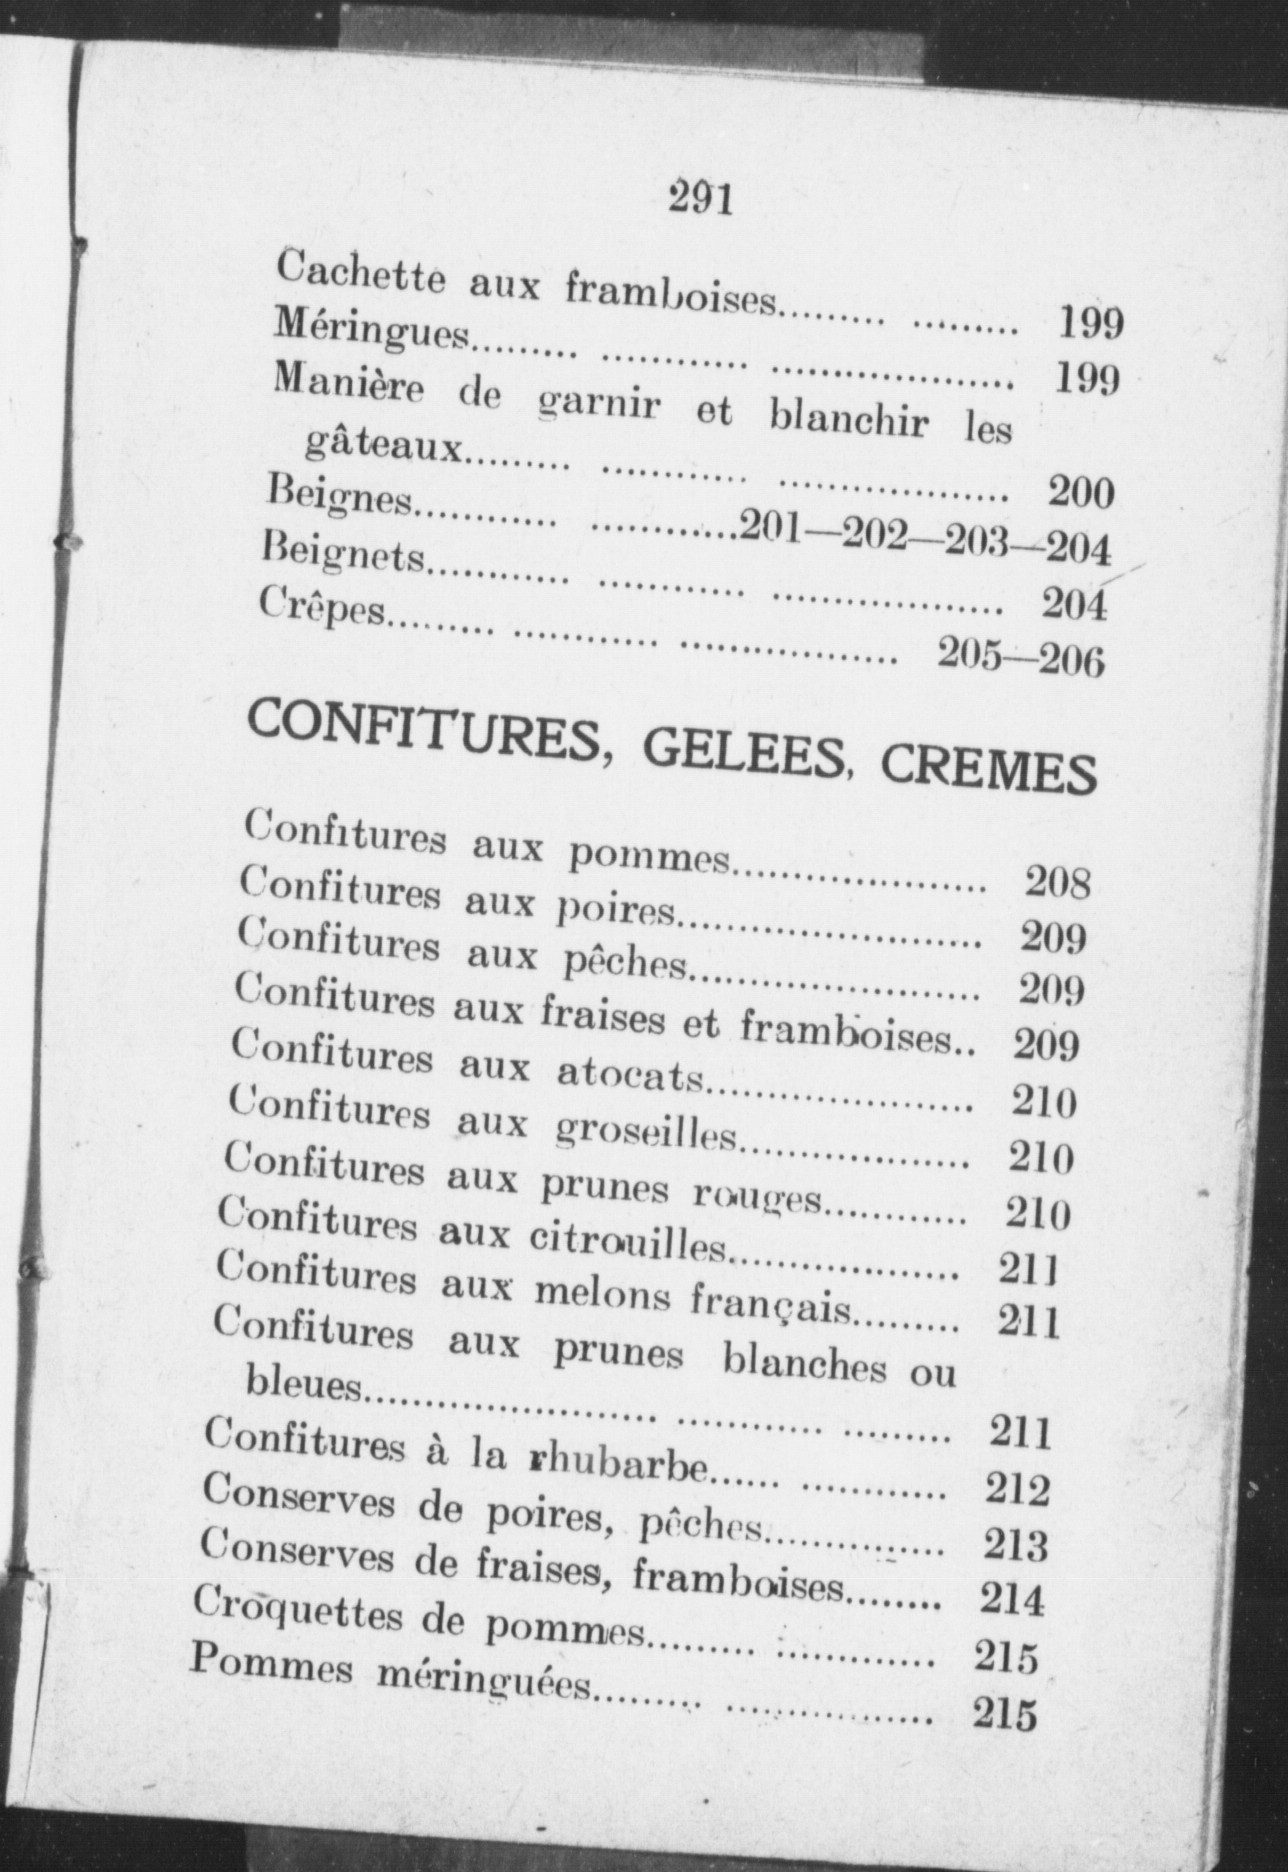 291
Cachette aux framboises......... ......... 199
Méringues......... ............ .................... 199
Manière de garnir et blanchir les
gâteaux......... ............ ................... 200
Beignes............ ............201—202—203—204
Beignets............ ............ ................... 204
Crêpes......... ............ .................. 205—206
CONFITURES, GELEES, CREMES
Confitures aux pommes..................... 208
Confitures aux poires......................... 209
Confitures aux pêches........................ 209
Confitures aux fraises et framboises.. 209
Confitures aux atocats...................... 210
Confitures aux groseilles................... 210
Confitures aux prunes rouges............ 210
Confitures aux citrouilles................... 211
Confitures aux melons français......... 211
Confitures aux prunes blanches ou
bleues........................ ............ ......... 211
Confitures à la rhubarbe...... ............ 212
Conserves de poires, pêches............... 213
Conserves de fraises, framboises........ 214
Croquettes de pommes......... ............. 215
Pommes méringuées......... ................. 215